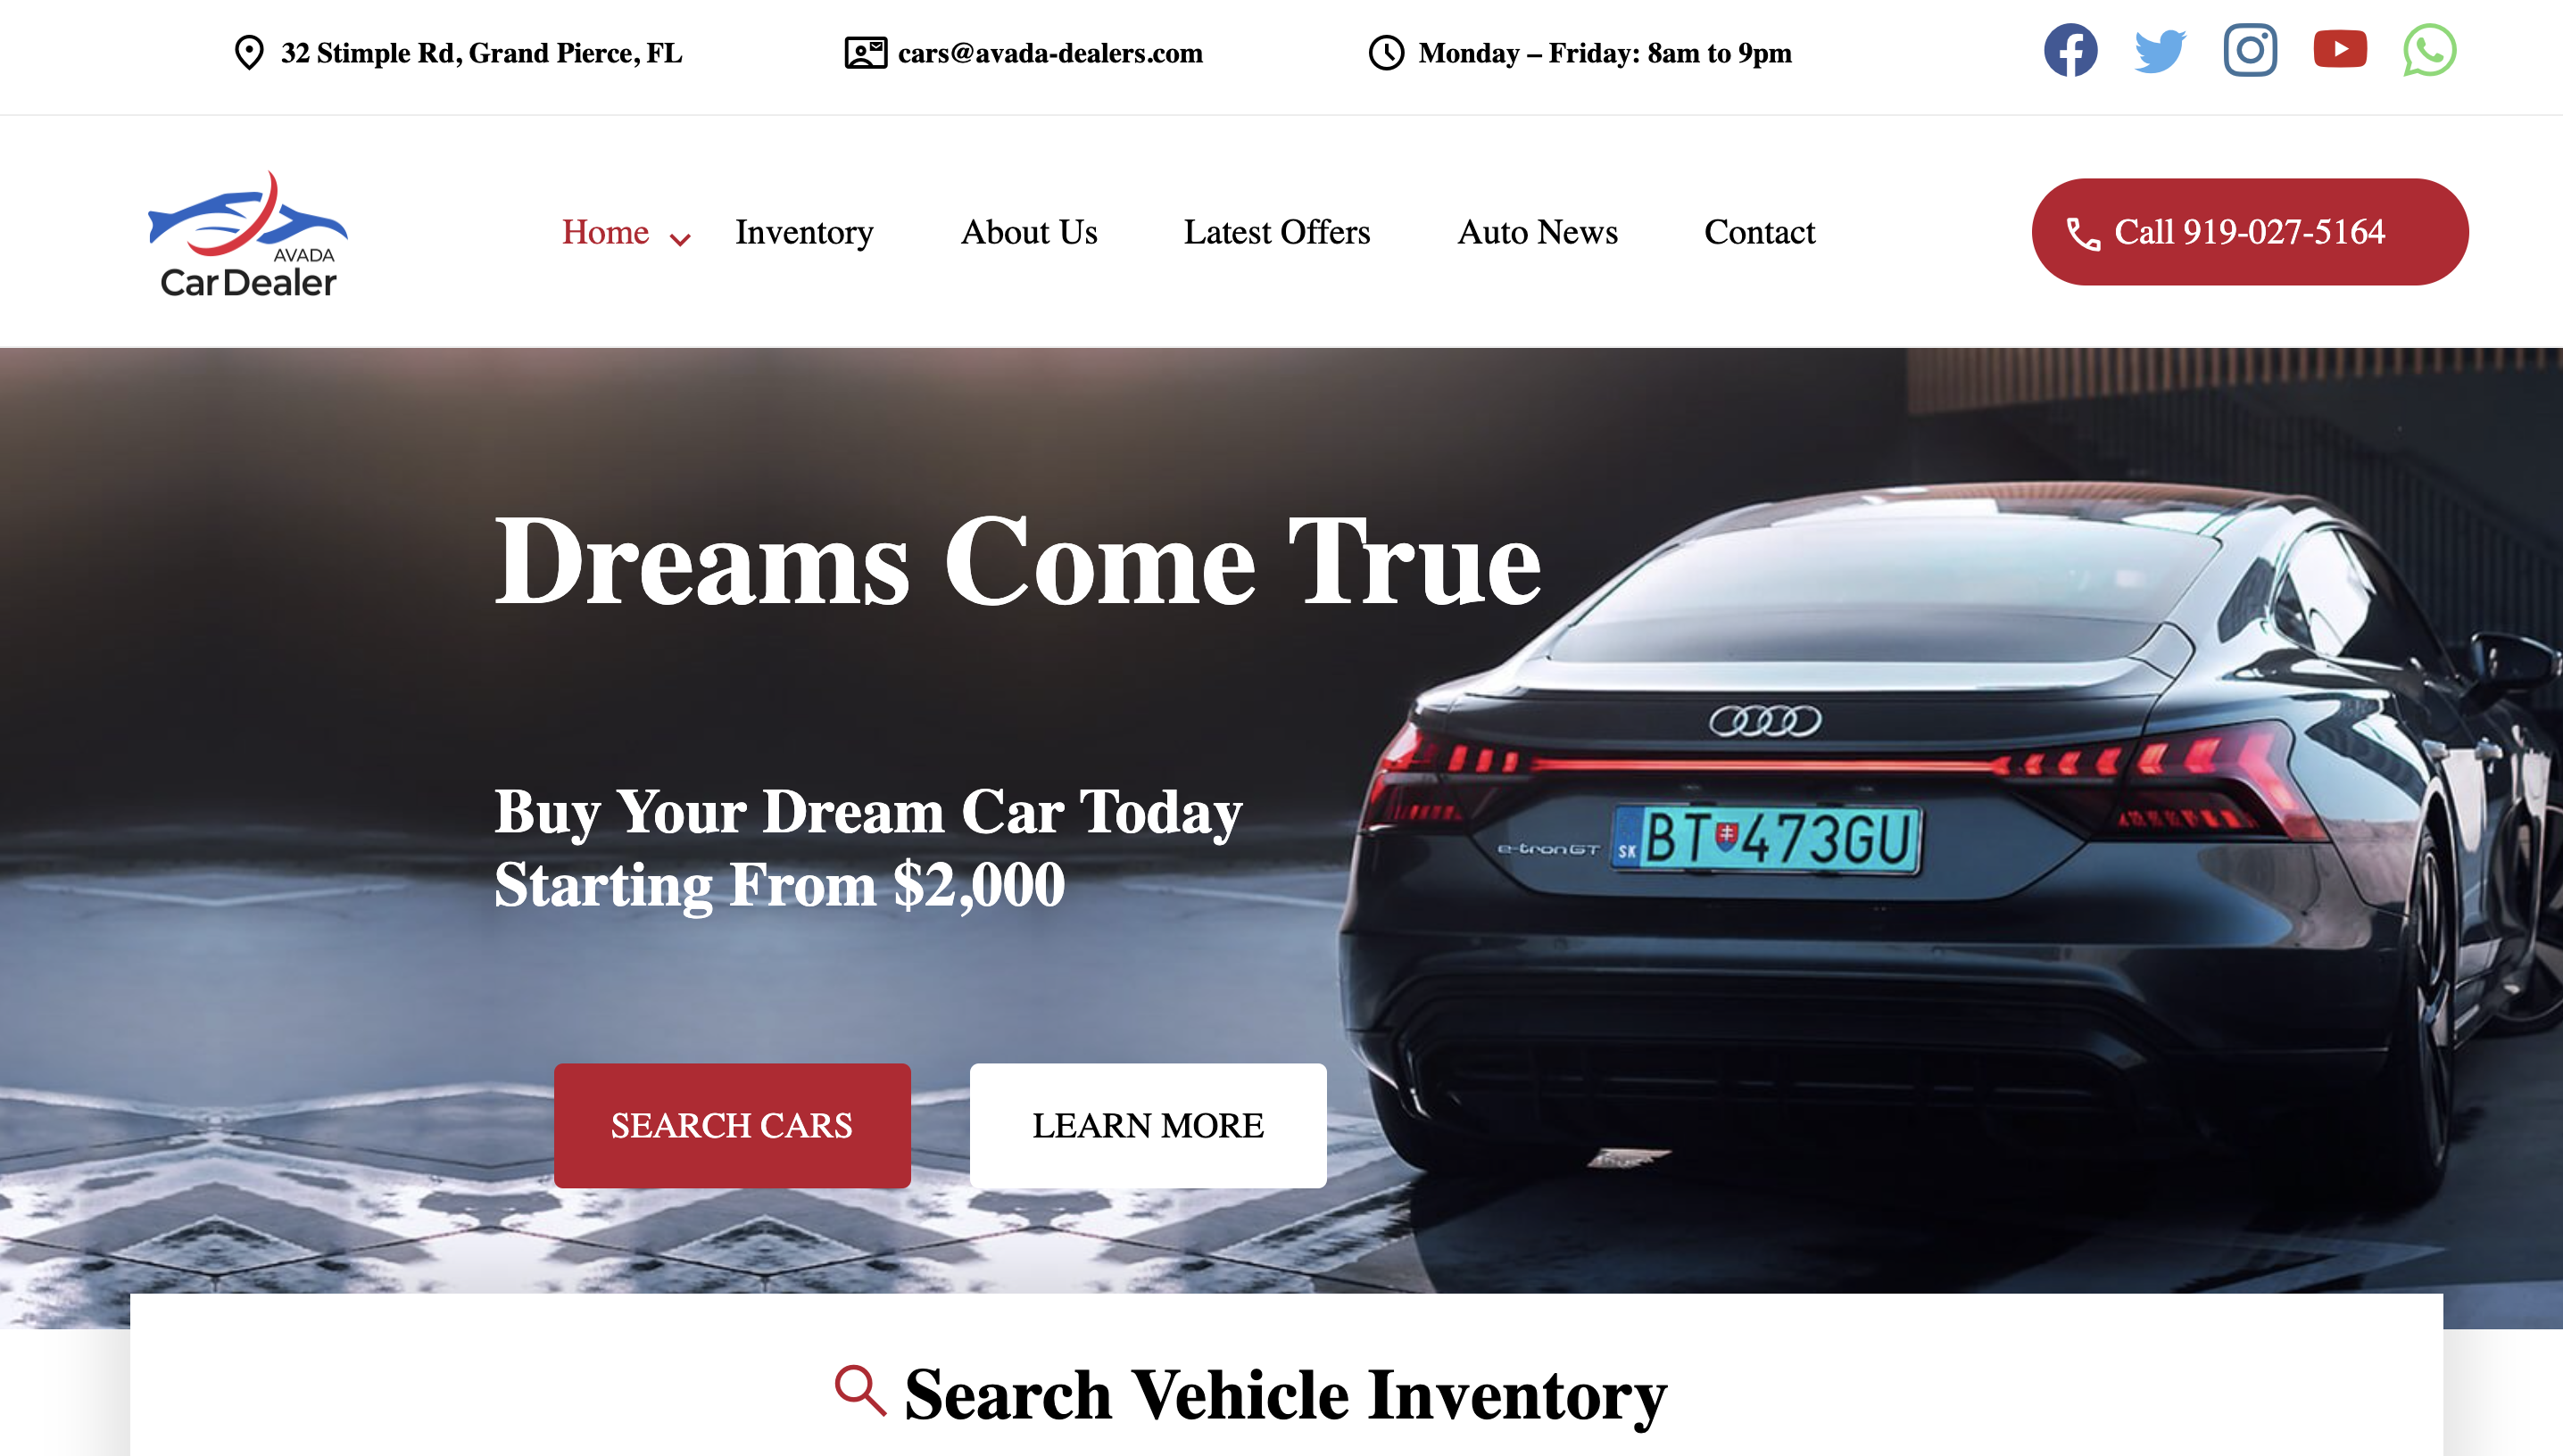 32 Stimple Rd, Grand Pierce, FL
cars@avada-dealers.com
Monday – Friday: 8am to 9pm
AVADA
Car Dealer
Home
Inventory
About Us
Latest Offers
Auto News
Contact
Call 919-027-5164
Dreams Come True
Buy Your Dream Car Today
Starting From $2,000
e-tron GT
SK BT 473GU
SEARCH CARS
LEARN MORE
Search Vehicle Inventory